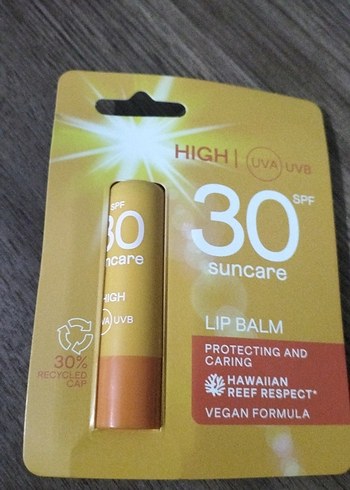 HIGH | UVA UVB
30 SPF
suncare
LIP BALM
PROTECTING AND
CARING
HAWAIIAN
REEF RESPECT*
VEGAN FORMULA
SPF
30
ncare
HIGH
UVA UVB
30%
RECYCLED
CAP